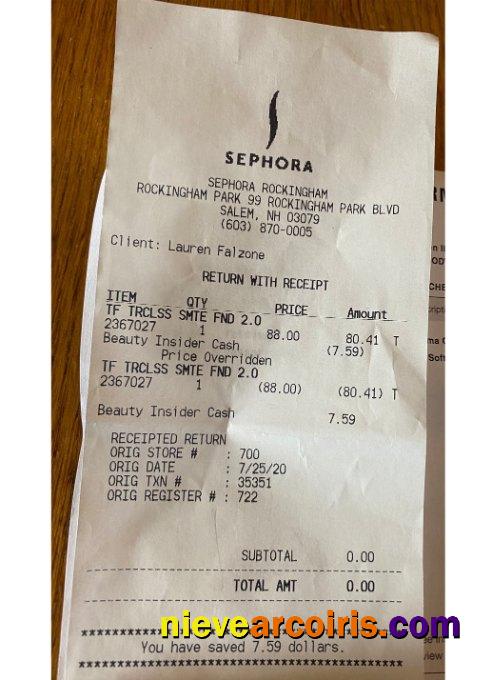 SEPHORA
SEPHORA ROCKINGHAM
ROCKINGHAM PARK 99 ROCKINGHAM PARK BLVD
SALEM, NH 03079
(603) 870-0005
Client: Lauren Falzone
RETURN WITH RECEIPT
ITEM QTY PRICE Amount
TF TRCLSS SMTE FND 2.0
2367027 1 88.00 80.41 T
Beauty Insider Cash (7.59)
Price Overridden
TF TRCLSS SMTE FND 2.0
2367027 1 (88.00) (80.41) T
Beauty Insider Cash 7.59
RECEIPTED RETURN
ORIG STORE # : 700
ORIG DATE : 7/25/20
ORIG TXN # : 35351
ORIG REGISTER # : 722
SUBTOTAL 0.00
TOTAL AMT 0.00
nievearcoiris.com
You have saved 7.59 dollars.